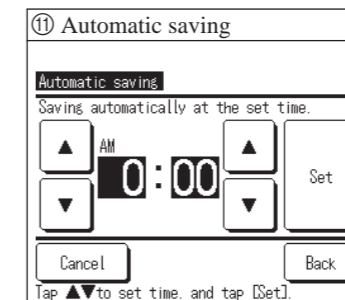 ⑪ Automatic saving
Automatic saving
Saving automatically at the set time.
▲ AM ▲
0:00 Set
▼ ▼
Cancel Back
Tap ▲▼to set time, and tap [Set].